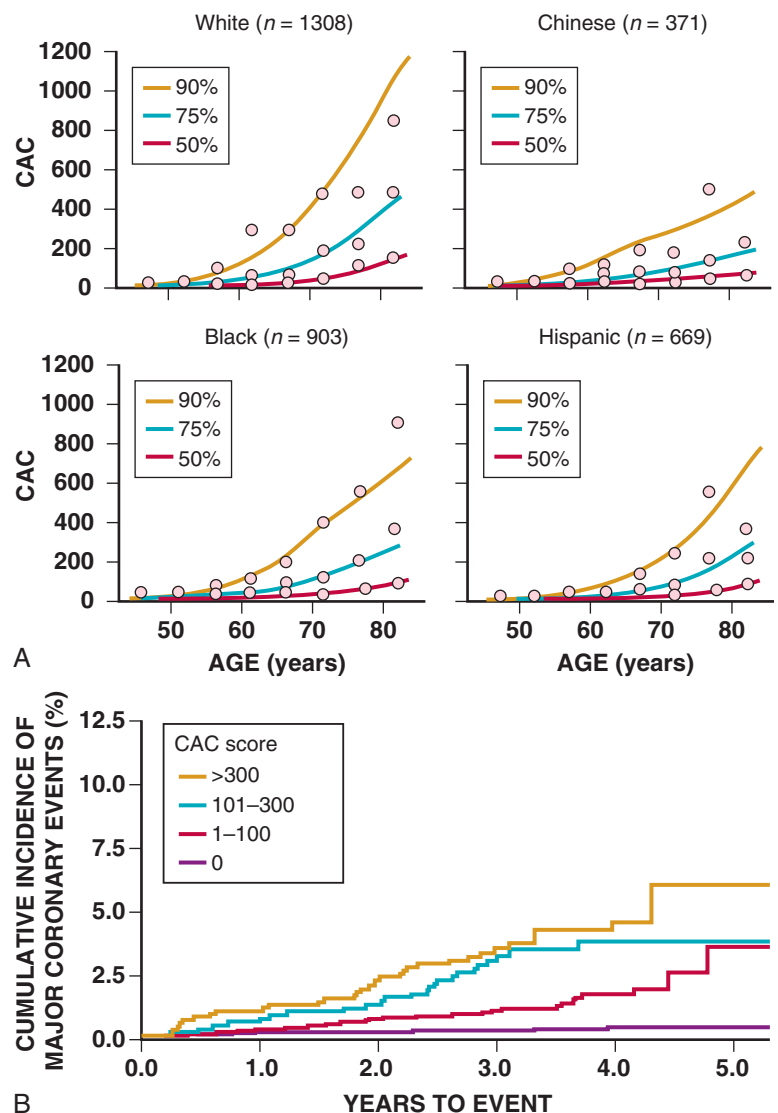 White (n = 1308)
Chinese (n = 371)
1200
1000
800
600
400
200
0
CAC
90%
75%
50%
90%
75%
50%
Black (n = 903)
Hispanic (n = 669)
1200
1000
800
600
400
200
0
CAC
90%
75%
50%
90%
75%
50%
50 60 70 80
50 60 70 80
AGE (years)
AGE (years)
A
CUMULATIVE INCIDENCE OF
MAJOR CORONARY EVENTS (%)
12.5
10.0
7.5
5.0
2.5
0.0
CAC score
>300
101–300
1–100
0
0.0 1.0 2.0 3.0 4.0 5.0
YEARS TO EVENT
B